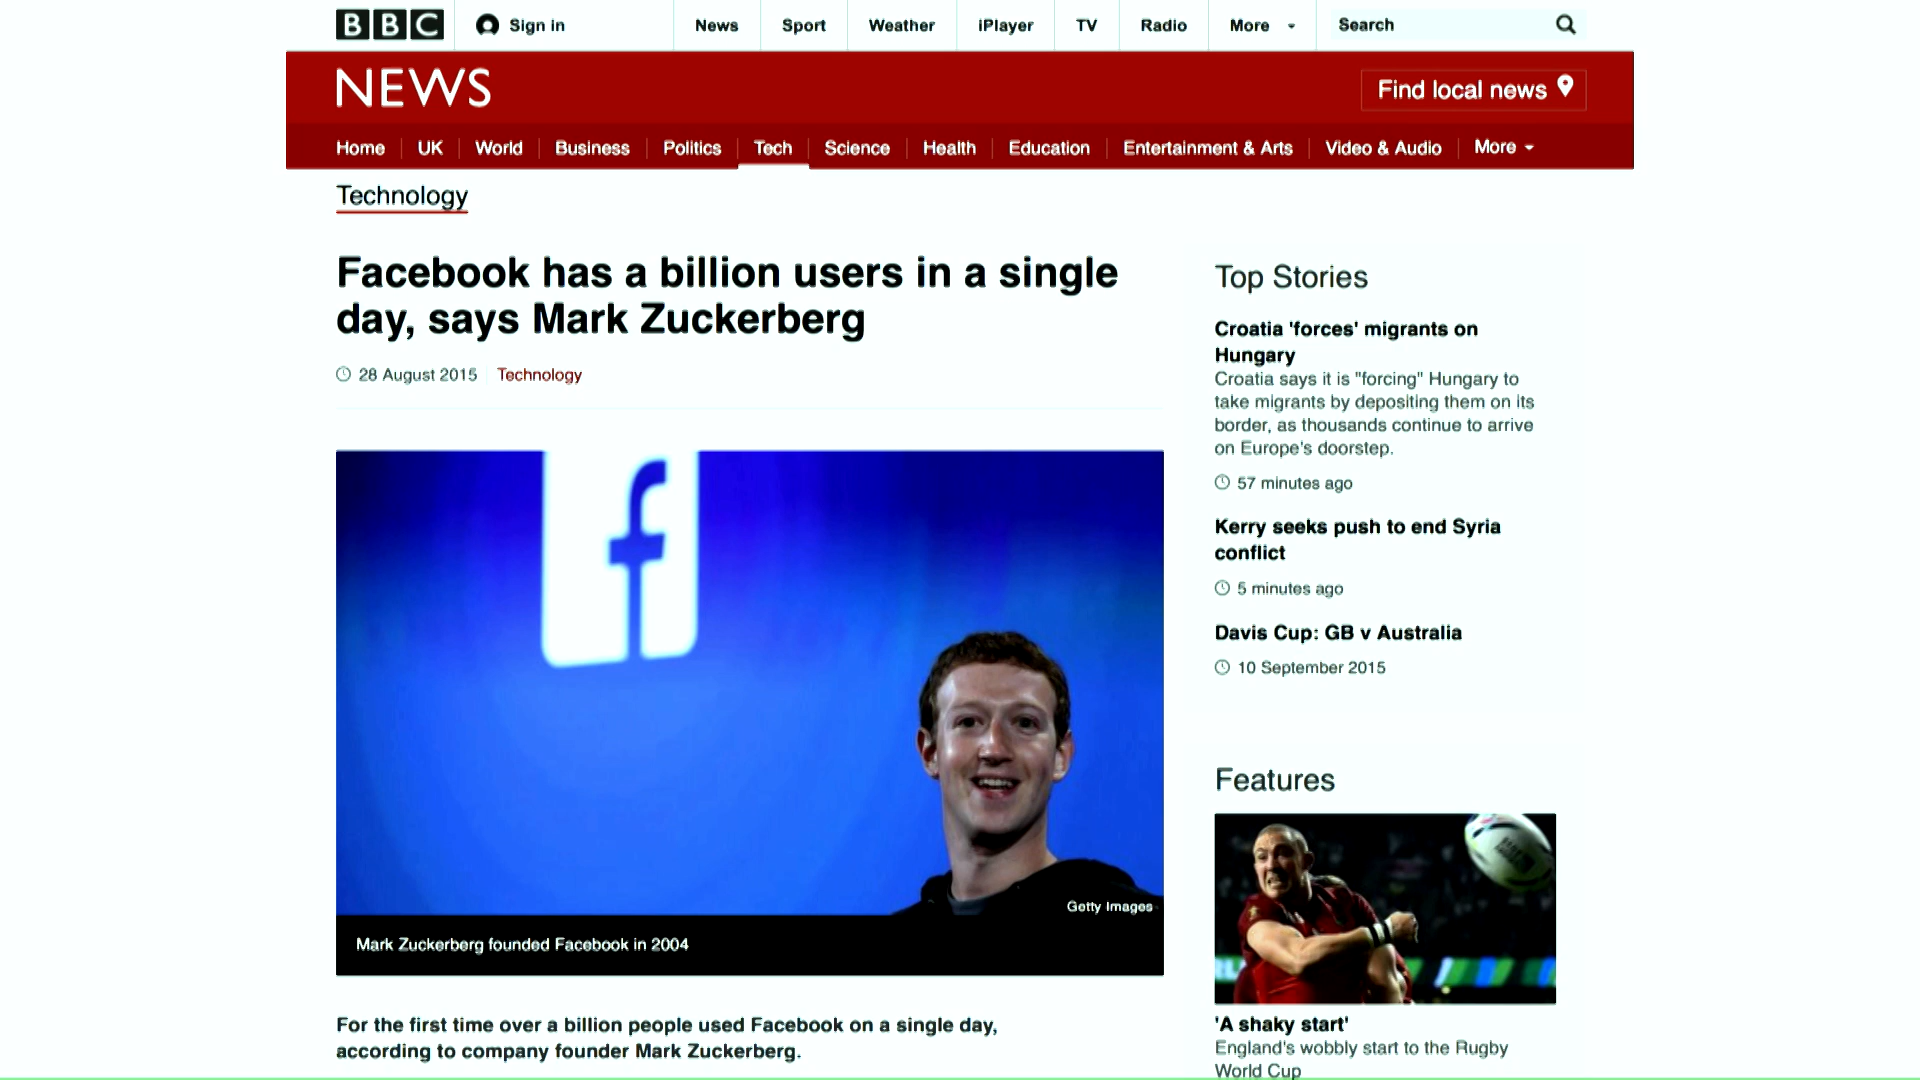 BBC
Sign in
News
Sport
Weather
iPlayer
TV
Radio
More
Search
NEWS
Find local news
Home
UK
World
Business
Politics
Tech
Science
Health
Education
Entertainment & Arts
Video & Audio
More
Technology
Facebook has a billion users in a single
day, says Mark Zuckerberg
28 August 2015
Technology
f
Getty Images
Mark Zuckerberg founded Facebook in 2004
For the first time over a billion people used Facebook on a single day,
according to company founder Mark Zuckerberg.
Top Stories
Croatia 'forces' migrants on
Hungary
Croatia says it is "forcing" Hungary to
take migrants by depositing them on its
border, as thousands continue to arrive
on Europe's doorstep.
57 minutes ago
Kerry seeks push to end Syria
conflict
5 minutes ago
Davis Cup: GB v Australia
10 September 2015
Features
'A shaky start'
England's wobbly start to the Rugby
World Cup